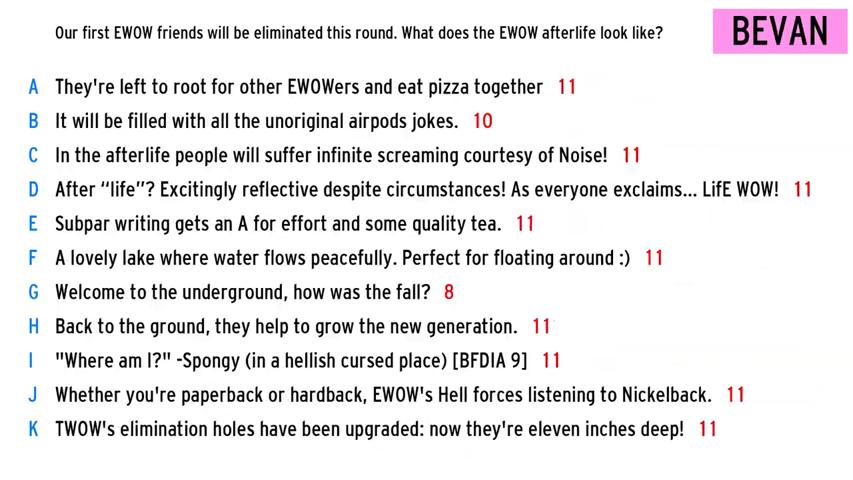 Our first EWOW friends will be eliminated this round. What does the EWOW afterlife look like?
BEVAN
A They're left to root for other EWOWers and eat pizza together 11
B It will be filled with all the unoriginal airpods jokes. 10
C In the afterlife people will suffer infinite screaming courtesy of Noise! 11
D After “life”? Excitingly reflective despite circumstances! As everyone exclaims... LifE WOW! 11
E Subpar writing gets an A for effort and some quality tea. 11
F A lovely lake where water flows peacefully. Perfect for floating around :) 11
G Welcome to the underground, how was the fall? 8
H Back to the ground, they help to grow the new generation. 11
I "Where am I?" -Spongy (in a hellish cursed place) [BFDIA 9] 11
J Whether you're paperback or hardback, EWOW's Hell forces listening to Nickelback. 11
K TWOW's elimination holes have been upgraded: now they're eleven inches deep! 11